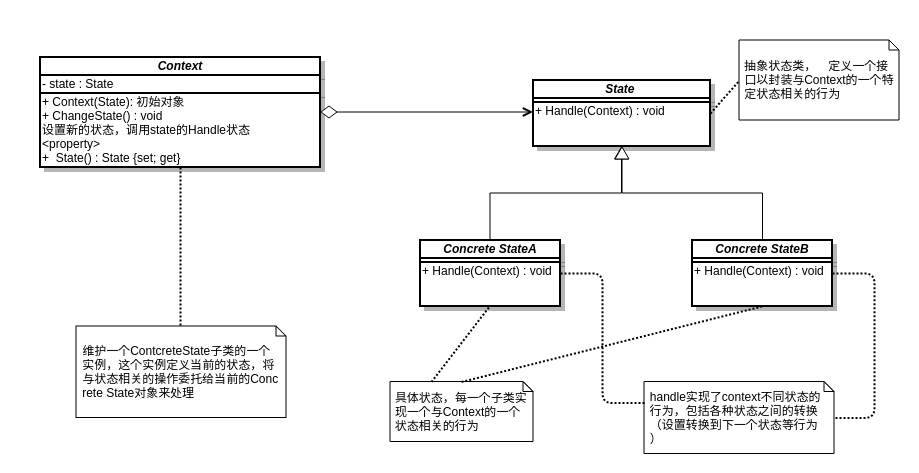 Context
- state : State
+ Context(State): 初始对象
+ ChangeState() : void
设置新的状态，调用state的Handle状态
<property>
+  State() : State {set; get}
State
+ Handle(Context) : void
抽象状态类，　定义一个接
口以封装与Context的一个特
定状态相关的行为
Concrete StateA
+ Handle(Context) : void
Concrete StateB
+ Handle(Context) : void
维护一个ContcreteState子类的一个
实例，这个实例定义当前的状态，将
与状态相关的操作委托给当前的Conc
rete State对象来处理
具体状态，每一个子类实
现一个与Context的一个
状态相关的行为
handle实现了context不同状态的
行为，包括各种状态之间的转换
（设置转换到下一个状态等行为
）